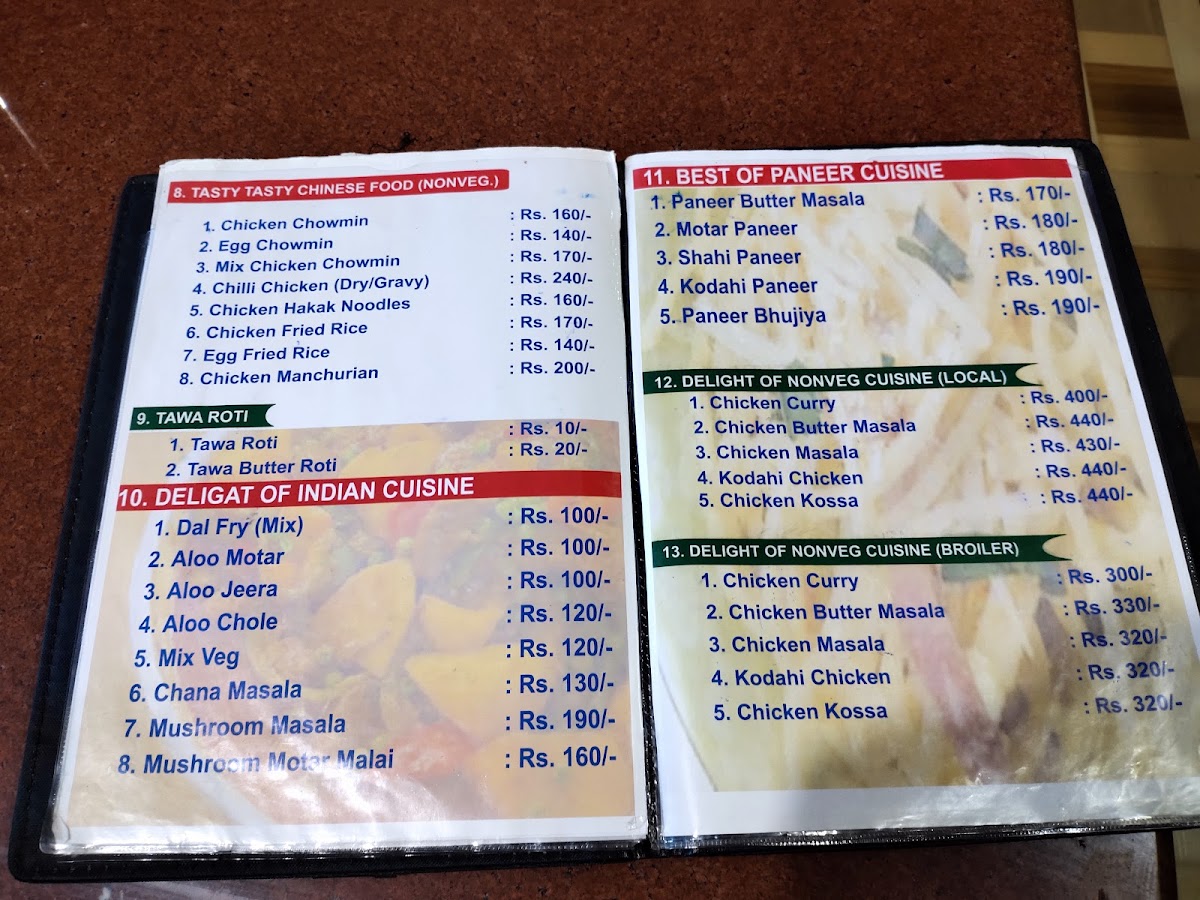 8. TASTY TASTY CHINESE FOOD (NONVEG.)
1. Chicken Chowmin : Rs. 160/-
2. Egg Chowmin : Rs. 140/-
3. Mix Chicken Chowmin : Rs. 170/-
4. Chilli Chicken (Dry/Gravy) : Rs. 240/-
5. Chicken Hakak Noodles : Rs. 160/-
6. Chicken Fried Rice : Rs. 170/-
7. Egg Fried Rice : Rs. 140/-
8. Chicken Manchurian : Rs. 200/-
9. TAWA ROTI
1. Tawa Roti : Rs. 10/-
2. Tawa Butter Roti : Rs. 20/-
10. DELIGAT OF INDIAN CUISINE
1. Dal Fry (Mix) : Rs. 100/-
2. Aloo Motar : Rs. 100/-
3. Aloo Jeera : Rs. 100/-
4. Aloo Chole : Rs. 120/-
5. Mix Veg : Rs. 120/-
6. Chana Masala : Rs. 130/-
7. Mushroom Masala : Rs. 190/-
8. Mushroom Motar Malai : Rs. 160/-
11. BEST OF PANEER CUISINE
1. Paneer Butter Masala : Rs. 170/-
2. Motar Paneer : Rs. 180/-
3. Shahi Paneer : Rs. 180/-
4. Kodahi Paneer : Rs. 190/-
5. Paneer Bhujiya : Rs. 190/-
12. DELIGHT OF NONVEG CUISINE (LOCAL)
1. Chicken Curry : Rs. 400/-
2. Chicken Butter Masala : Rs. 440/-
3. Chicken Masala : Rs. 430/-
4. Kodahi Chicken : Rs. 440/-
5. Chicken Kossa : Rs. 440/-
13. DELIGHT OF NONVEG CUISINE (BROILER)
1. Chicken Curry : Rs. 300/-
2. Chicken Butter Masala : Rs. 330/-
3. Chicken Masala : Rs. 320/-
4. Kodahi Chicken : Rs. 320/-
5. Chicken Kossa : Rs. 320/-